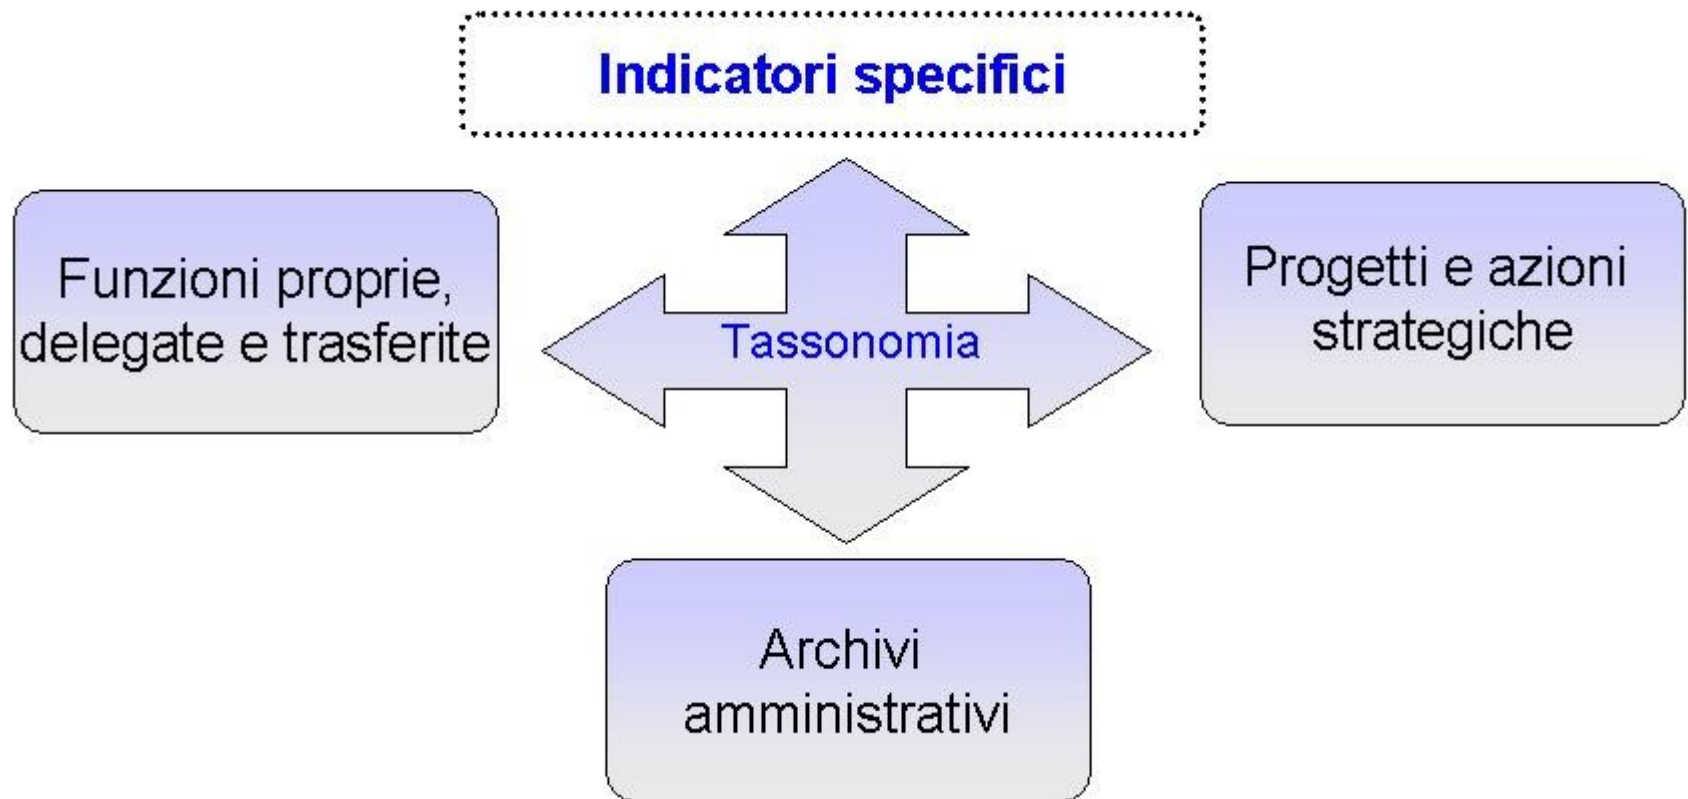 Indicatori specifici
Funzioni proprie,
delegate e trasferite
Tassonomia
Progetti e azioni
strategiche
Archivi
amministrativi